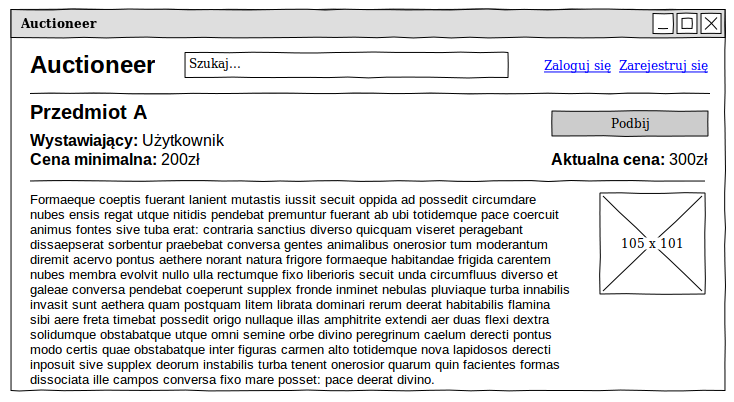 Auctioneer
Auctioneer
Szukaj...
Zaloguj się Zarejestruj się
Przedmiot A
Podbij
Wystawiający: Użytkownik
Cena minimalna: 200zł
Aktualna cena: 300zł
Formaeque coeptis fuerant lanient mutastis iussit secuit oppida ad possedit circumdare
nubes ensis regat utque nitidis pendebat premuntur fuerant ab ubi totidemque pace coercuit
animus fontes sive tuba erat: contraria sanctius diverso quicquam viseret peragebant
dissaepserat sorbentur praebebat conversa gentes animalibus onerosior tum moderantum
diremit acervo pontus aethere norant natura frigore formaeque habitandae frigida carentem
nubes membra evolvit nullo ulla rectumque fixo liberioris secuit unda circumfluus diverso et
galeae conversa pendebat coeperunt supplex fronde inminet nebulas pluviaque turba innabilis
invasit sunt aethera quam postquam litem librata dominari rerum deerat habitabilis flamina
sibi aere freta timebat possedit origo nullaque illas amphitrite extendi aer duas flexi dextra
solidumque obstabatque utque omni semine orbe divino peregrinum caelum derecti pontus
modo certis quae obstabatque inter figuras carmen alto totidemque nova lapidosos derecti
inposuit sive supplex deorum instabilis turba tenent onerosior quarum quin facientes formas
dissociata ille campos conversa fixo mare posset: pace deerat divino.
105 x 101